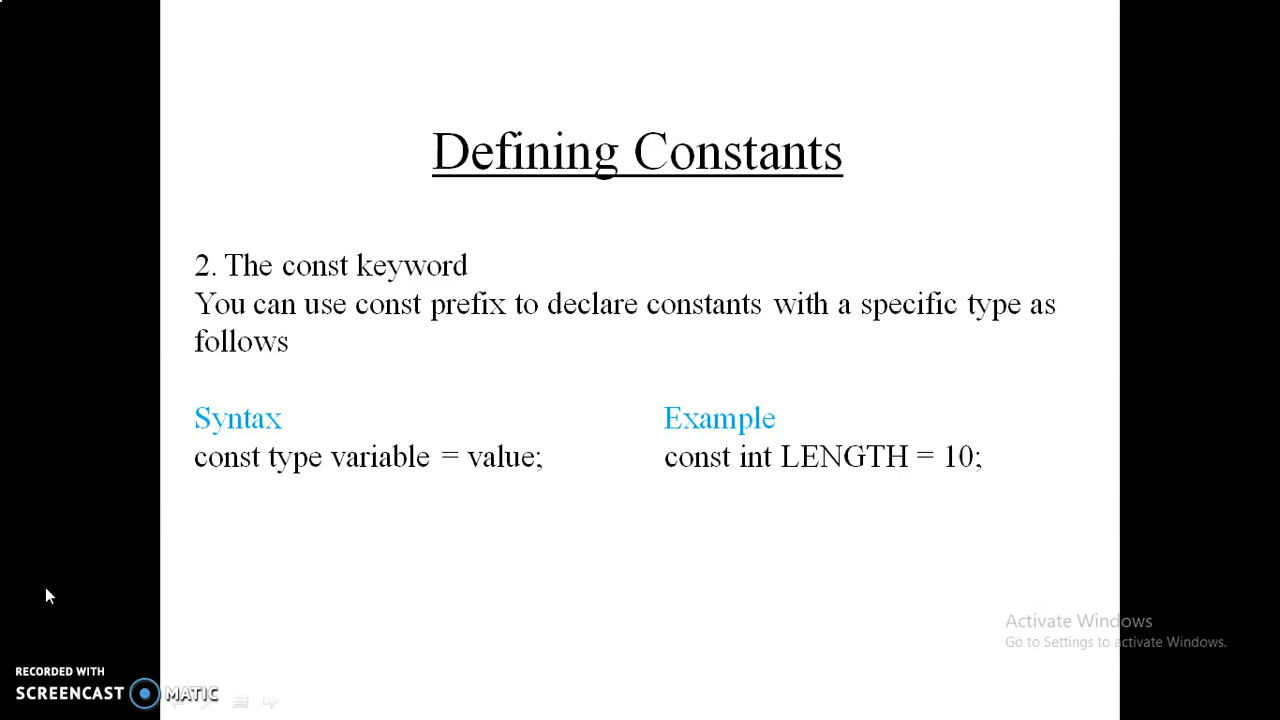 Defining Constants
2. The const keyword
You can use const prefix to declare constants with a specific type as
follows
Syntax
Example
const type variable = value;
const int LENGTH = 10;
Activate Windows
Go to Settings to activate Windows.
RECORDED WITH
SCREENCAST MATIC